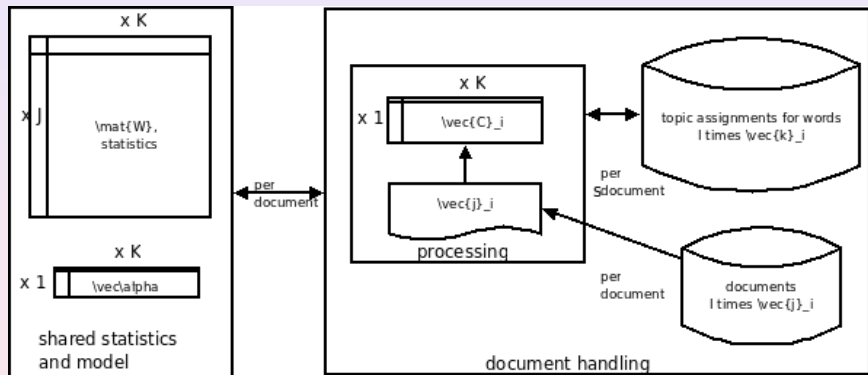 x K
x J
\mat{W},
statistics
x K
x 1
\vec\alpha
shared statistics
and model
per
document
x K
x 1
\vec{C}_i
\vec{j}_i
processing
topic assignments for words
I times \vec{k}_i
per
Sdocument
per
document
documents
I times \vec{j}_i
document handling